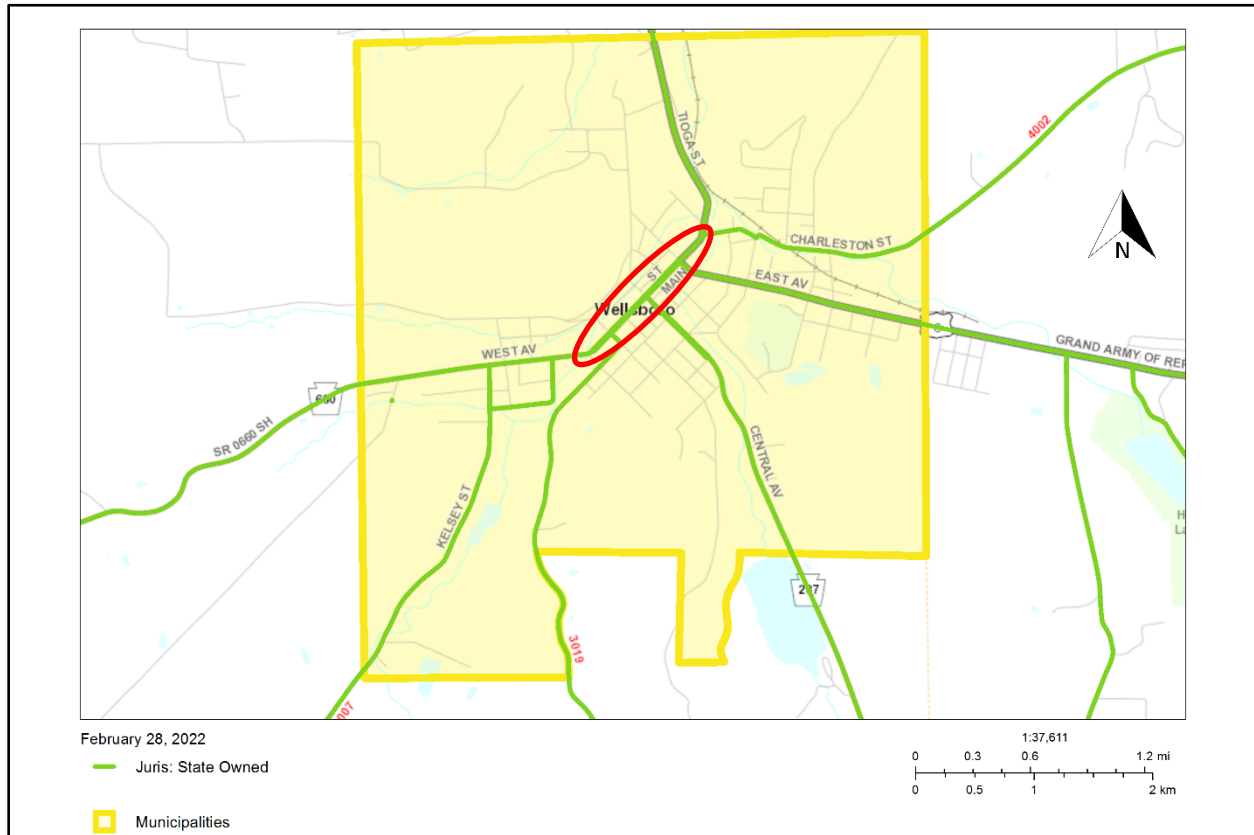 TIOGA ST
4002
CHARLESTON ST
N
ST
MAIN
EAST AV
Wellsboro
GRAND ARMY OF REP
WEST AV
660
SR 0660 SH
CENTRAL AV
KELSEY ST
H
La
287
3019
February 28, 2022
1:37,611
Juris: State Owned
0 0.3 0.6 1.2 mi
0 0.5 1 2 km
Municipalities